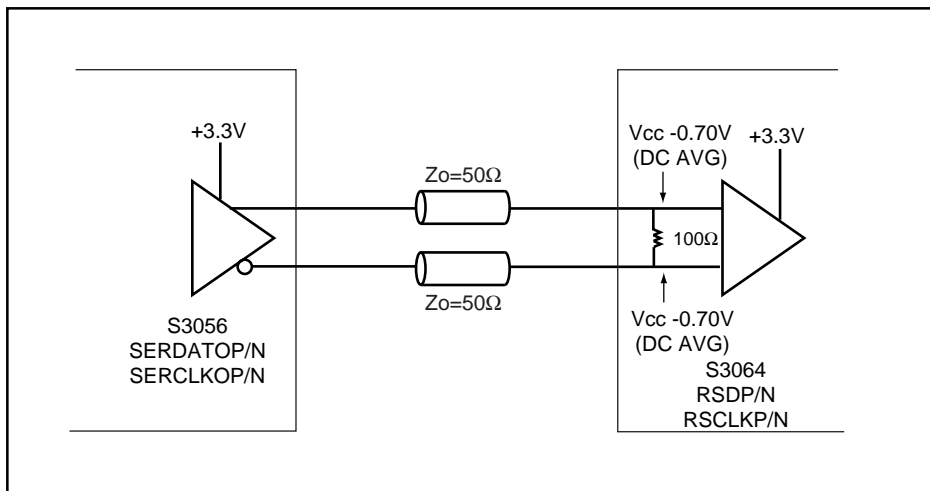 +3.3V
S3056
SERDATOP/N
SERCLKOP/N
Zo=50Ω
Zo=50Ω
Vcc -0.70V
(DC AVG)
+3.3V
100Ω
Vcc -0.70V
(DC AVG)
S3064
RSDP/N
RSCLKP/N